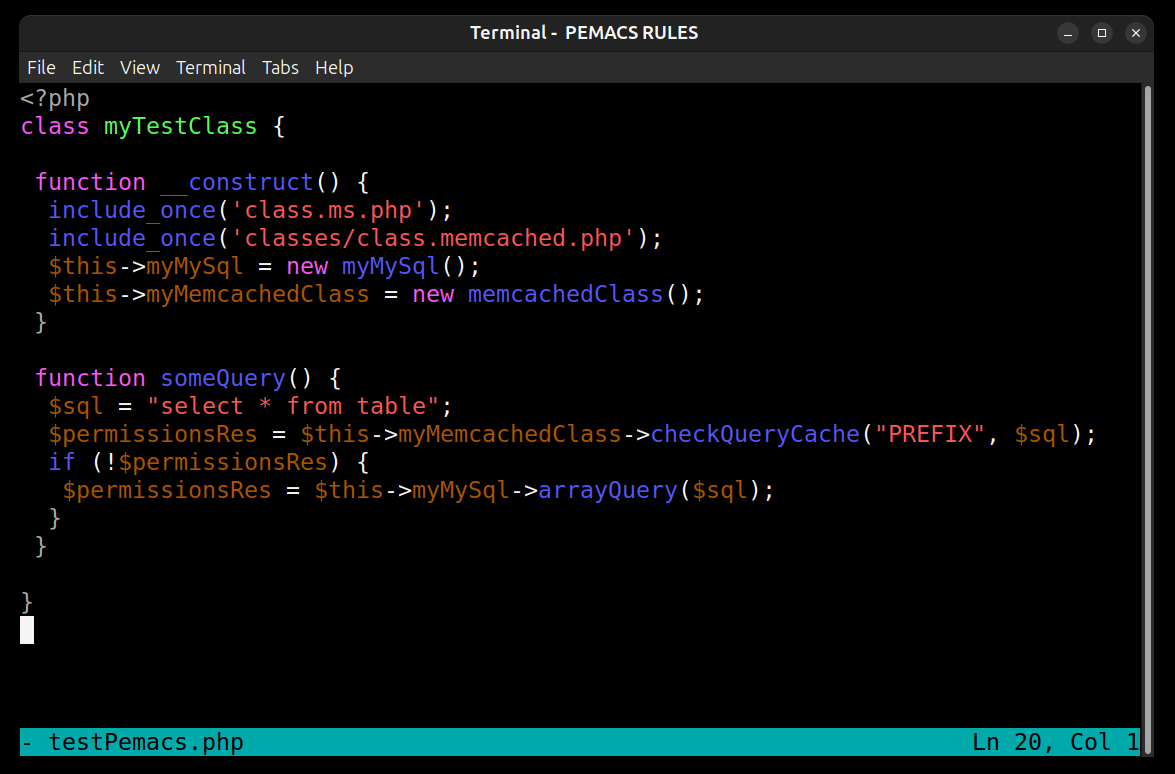 Terminal - PEMACS RULES
File Edit View Terminal Tabs Help
<?php
class myTestClass {

 function __construct() {
  include_once('class.ms.php');
  include_once('classes/class.memcached.php');
  $this->myMySql = new myMySql();
  $this->myMemcachedClass = new memcachedClass();
 }

 function someQuery() {
  $sql = "select * from table";
  $permissionsRes = $this->myMemcachedClass->checkQueryCache("PREFIX", $sql);
  if (!$permissionsRes) {
   $permissionsRes = $this->myMySql->arrayQuery($sql);
  }
 }

}
- testPemacs.php Ln 20, Col 1